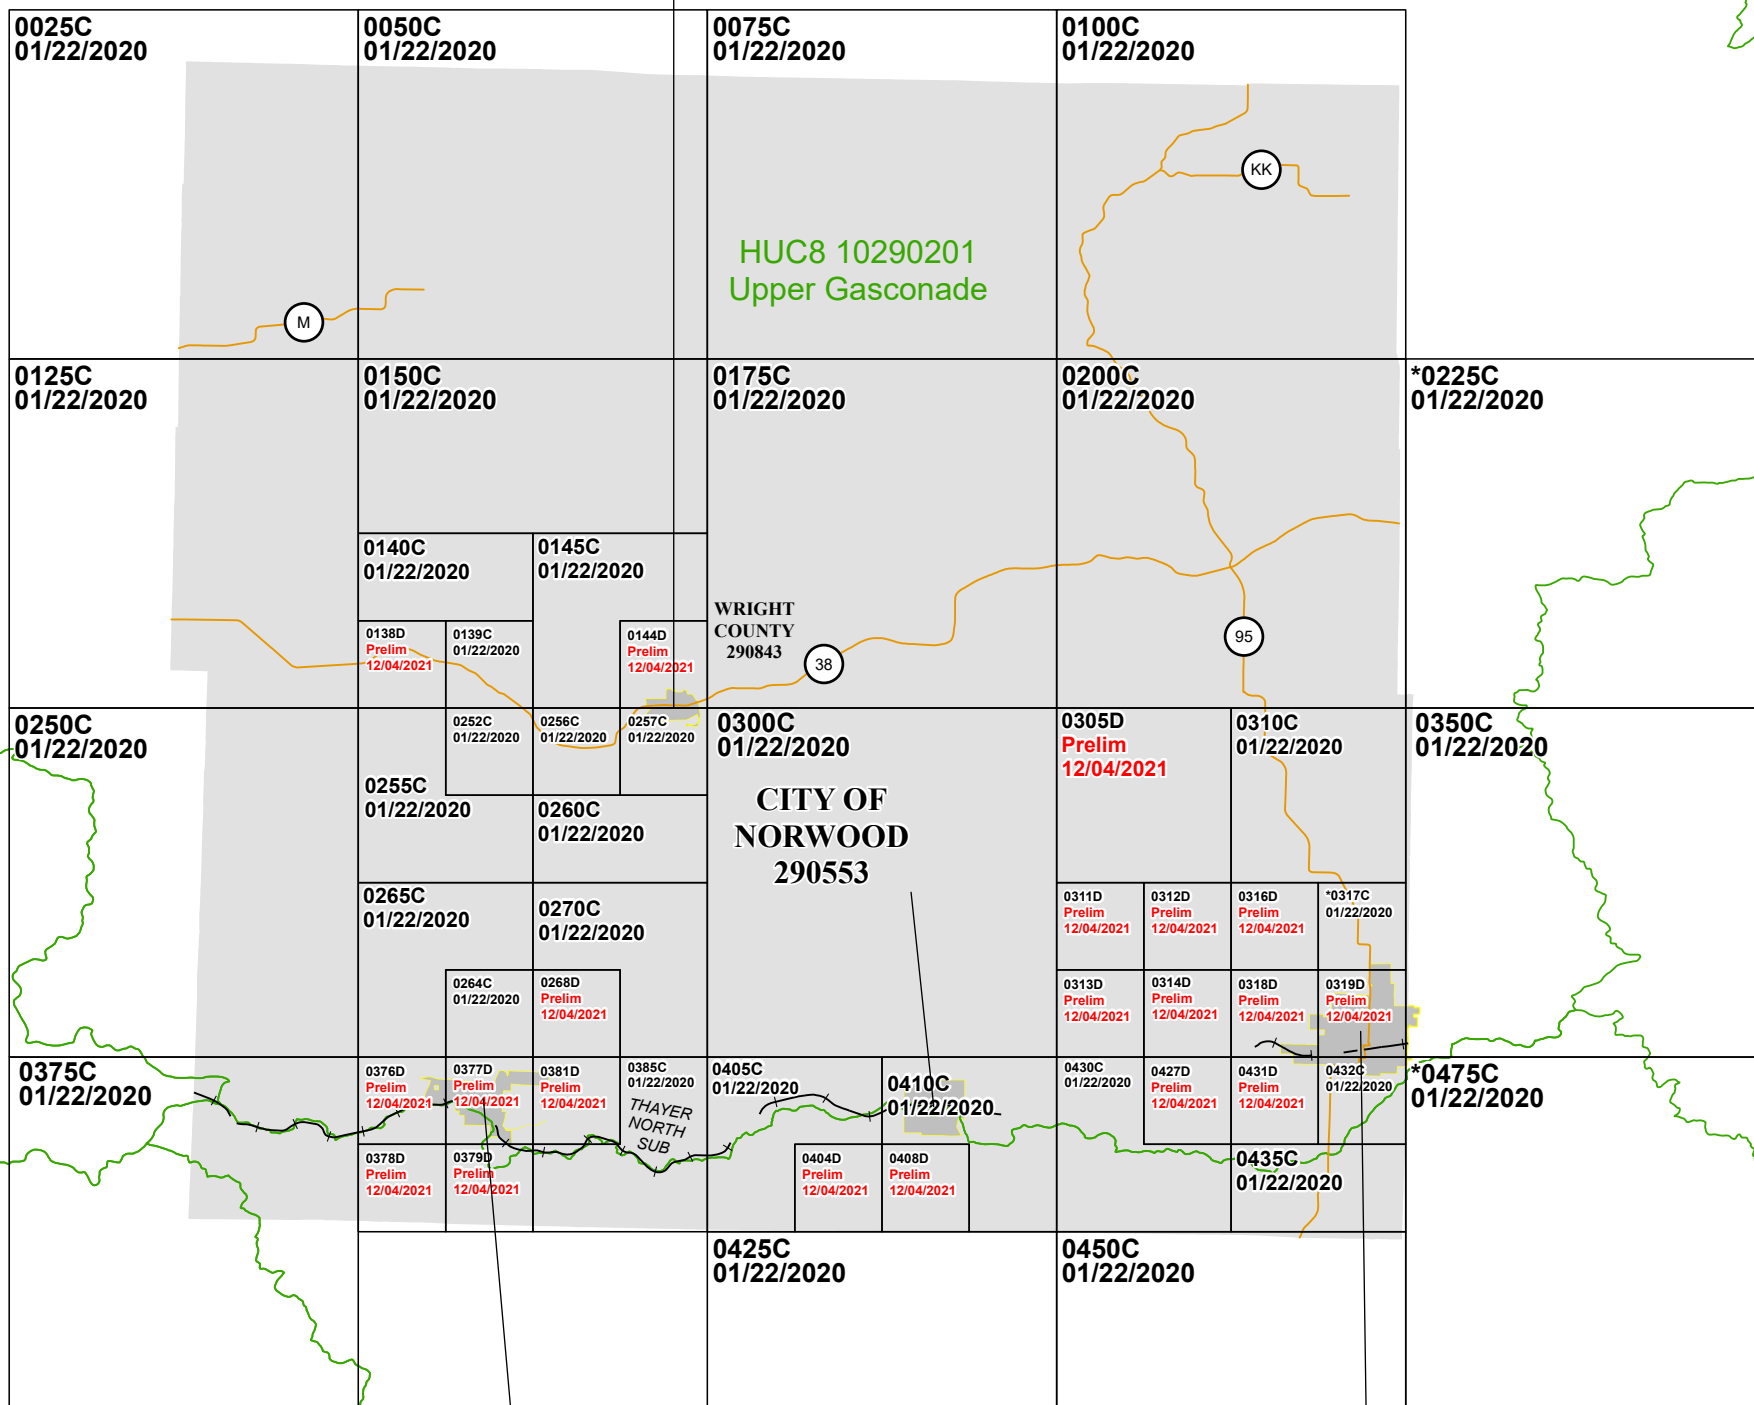 0025C
01/22/2020
0050C
01/22/2020
0075C
01/22/2020
0100C
01/22/2020
KK
HUC8 10290201
Upper Gasconade
M
0125C
01/22/2020
0150C
01/22/2020
0175C
01/22/2020
0200C
01/22/2020
*0225C
01/22/2020
0140C
01/22/2020
0145C
01/22/2020
0138D
Prelim
12/04/2021
0139C
01/22/2020
0144D
Prelim
12/04/2021
WRIGHT
COUNTY
290843
38
95
0250C
01/22/2020
0252C
01/22/2020
0256C
01/22/2020
0257C
01/22/2020
0300C
01/22/2020
0305D
Prelim
12/04/2021
0310C
01/22/2020
0350C
01/22/2020
0255C
01/22/2020
0260C
01/22/2020
CITY OF
NORWOOD
290553
0265C
01/22/2020
0270C
01/22/2020
0311D
Prelim
12/04/2021
0312D
Prelim
12/04/2021
0316D
Prelim
12/04/2021
*0317C
01/22/2020
0264C
01/22/2020
0268D
Prelim
12/04/2021
0313D
Prelim
12/04/2021
0314D
Prelim
12/04/2021
0318D
Prelim
12/04/2021
0319D
Prelim
12/04/2021
0375C
01/22/2020
0376D
Prelim
12/04/2021
0377D
Prelim
12/04/2021
0381D
Prelim
12/04/2021
0385C
01/22/2020
THAYER
NORTH
SUB
0405C
01/22/2020
0410C
01/22/2020
0430C
01/22/2020
0427D
Prelim
12/04/2021
0431D
Prelim
12/04/2021
0432C
01/22/2020
*0475C
01/22/2020
0378D
Prelim
12/04/2021
0379D
Prelim
12/04/2021
0404D
Prelim
12/04/2021
0408D
Prelim
12/04/2021
0435C
01/22/2020
0425C
01/22/2020
0450C
01/22/2020